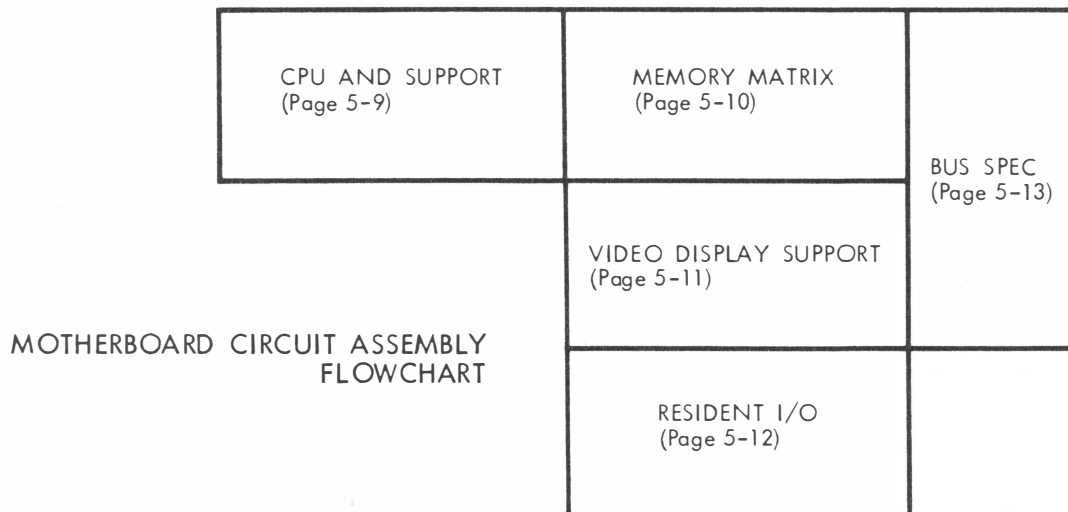 CPU AND SUPPORT
(Page 5-9)
MEMORY MATRIX
(Page 5-10)
BUS SPEC
(Page 5-13)
VIDEO DISPLAY SUPPORT
(Page 5-11)
MOTHERBOARD CIRCUIT ASSEMBLY
FLOWCHART
RESIDENT I/O
(Page 5-12)